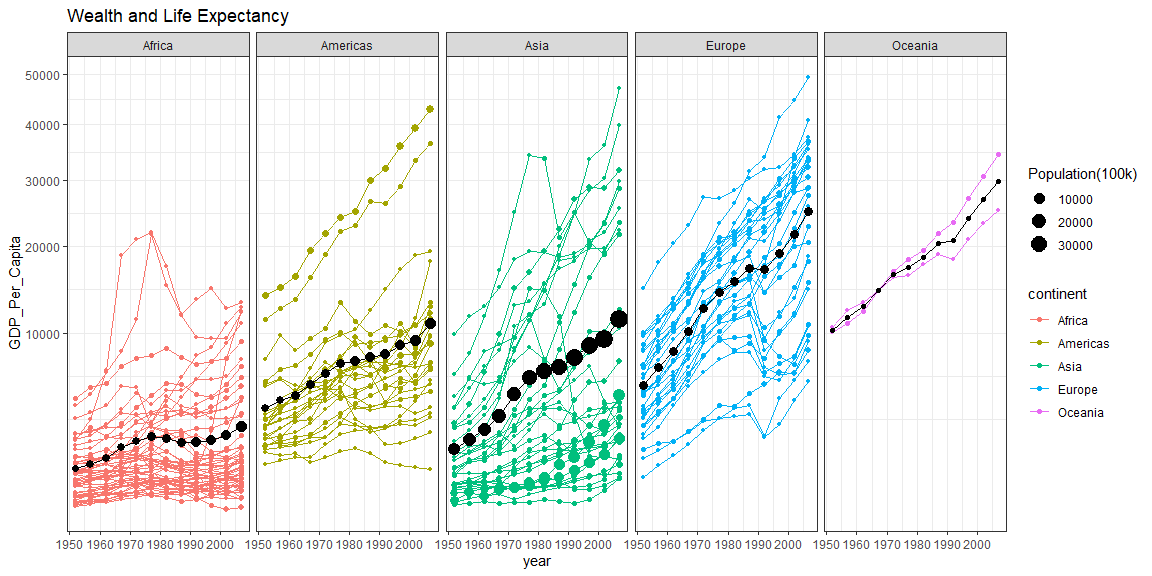 Wealth and Life Expectancy
Africa Americas Asia Europe Oceania
50000
40000
30000
20000
10000
GDP_Per_Capita
1950 1960 1970 1980 1990 2000 1950 1960 1970 1980 1990 2000 1950 1960 1970 1980 1990 2000 1950 1960 1970 1980 1990 2000 1950 1960 1970 1980 1990 2000
year
Population(100k)
10000
20000
30000
continent
Africa
Americas
Asia
Europe
Oceania